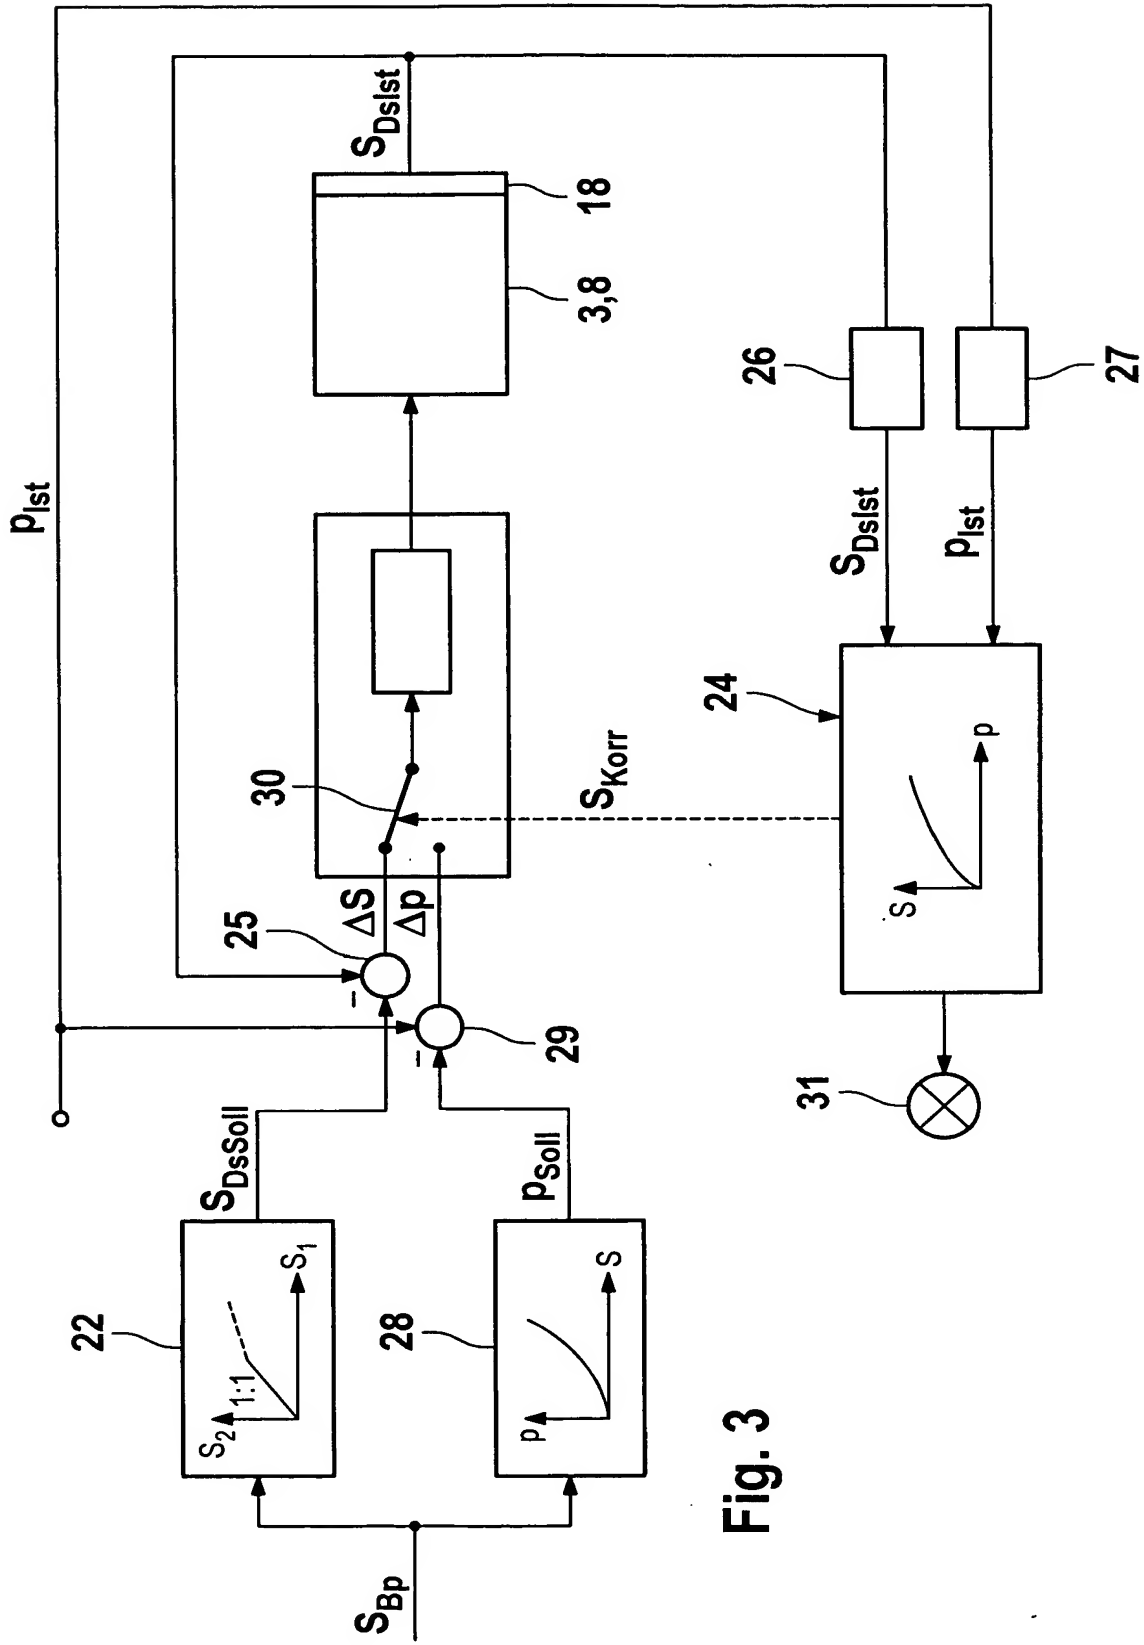 p_Ist
S_Bp
22
S_2
1:1
S_1
S_DsSoll
28
p
S
p_Soll
25
ΔS
Δp
29
30
3,8
18
S_DsIst
S_Korr
31
24
S
p
S_DsIst
p_Ist
26
27
Fig. 3